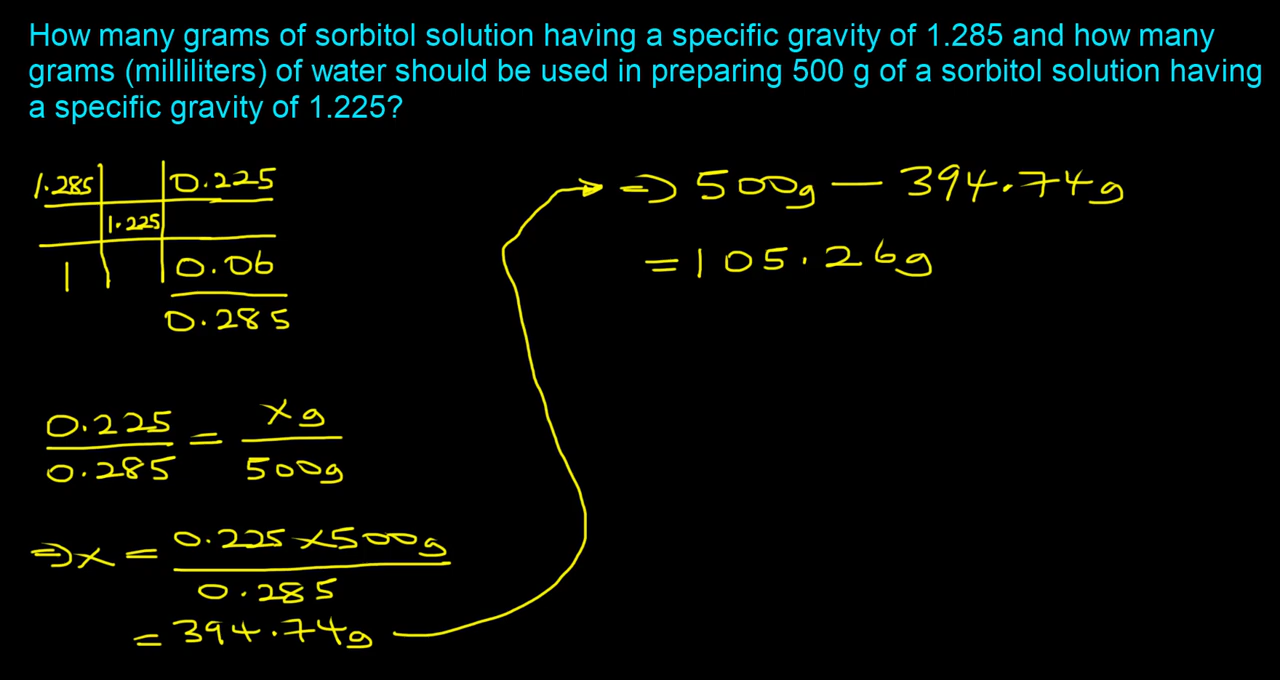 How many grams of sorbitol solution having a specific gravity of 1.285 and how many
grams (milliliters) of water should be used in preparing 500 g of a sorbitol solution having
a specific gravity of 1.225?
1.285 0.225
1.225
1 0.06
0.285
0.225 / 0.285 = xg / 500g
⇒ x = 0.225 × 500g / 0.285
= 394.74g
⇒ 500g — 394.74g
= 105.26g